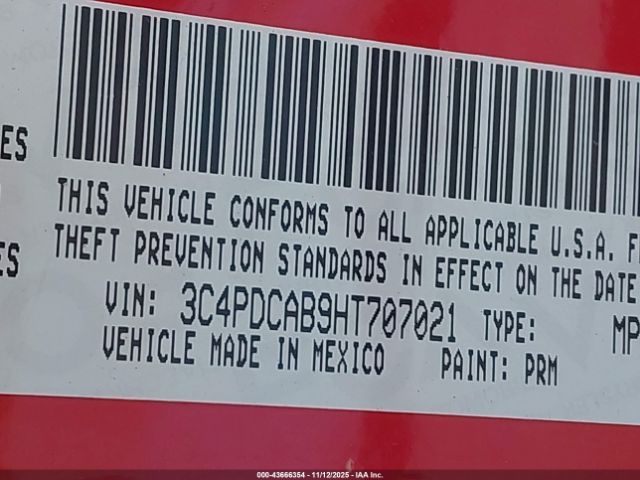 ES
THIS VEHICLE CONFORMS TO ALL APPLICABLE U.S.A. F
ES THEFT PREVENTION STANDARDS IN EFFECT ON THE DATE
VIN: 3C4PDCAB9HT707021 TYPE: MP
VEHICLE MADE IN MEXICO PAINT: PRM
000-43666354 - 11/12/2025 - IAA Inc.